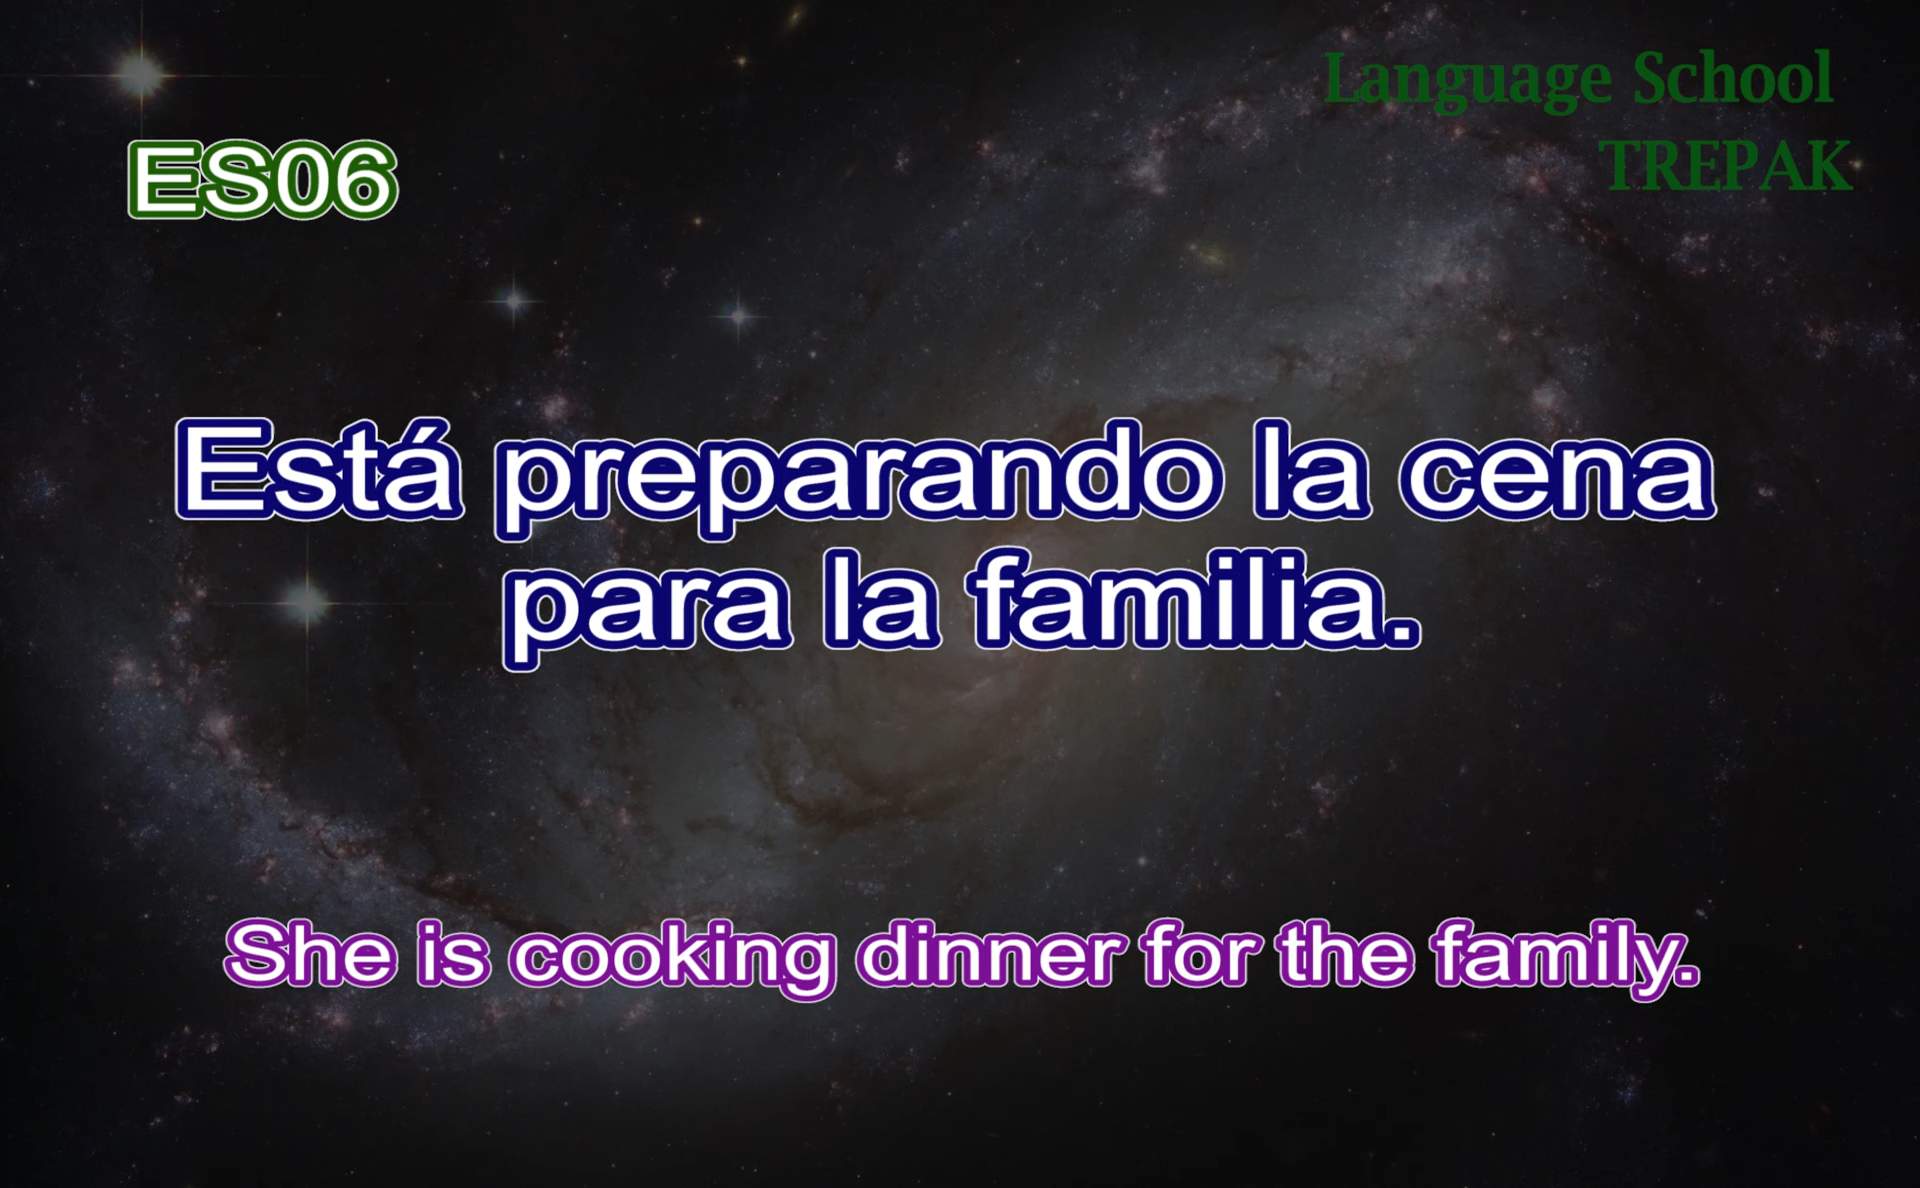 Language School
TREPAK
ES06
Está preparando la cena
para la familia.
She is cooking dinner for the family.